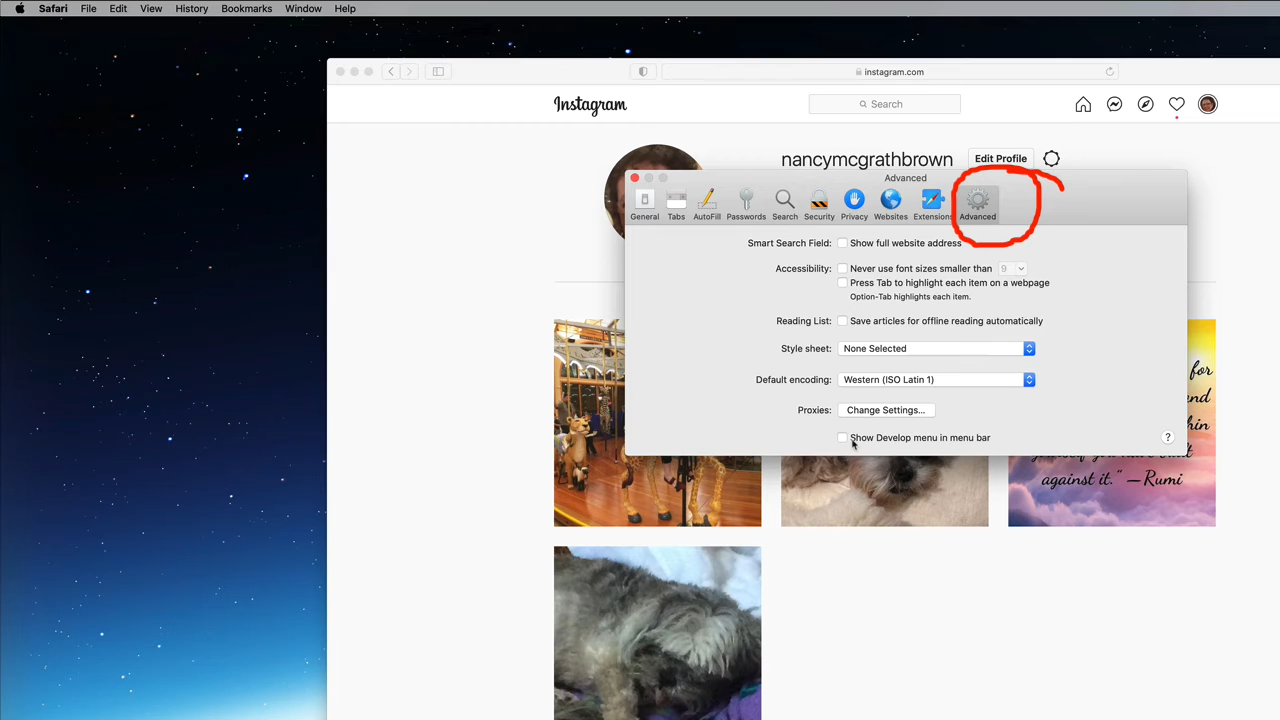 Safari File Edit View History Bookmarks Window Help
instagram.com
Instagram
Search
nancymcgrathbrown
Edit Profile
Advanced
General Tabs AutoFill Passwords Search Security Privacy Websites Extensions Advanced
Smart Search Field: Show full website address
Accessibility: Never use font sizes smaller than 9
Press Tab to highlight each item on a webpage
Option-Tab highlights each item.
Reading List: Save articles for offline reading automatically
Style sheet: None Selected
Default encoding: Western (ISO Latin 1)
Proxies: Change Settings...
Show Develop menu in menu bar
?
for
against it.” —Rumi